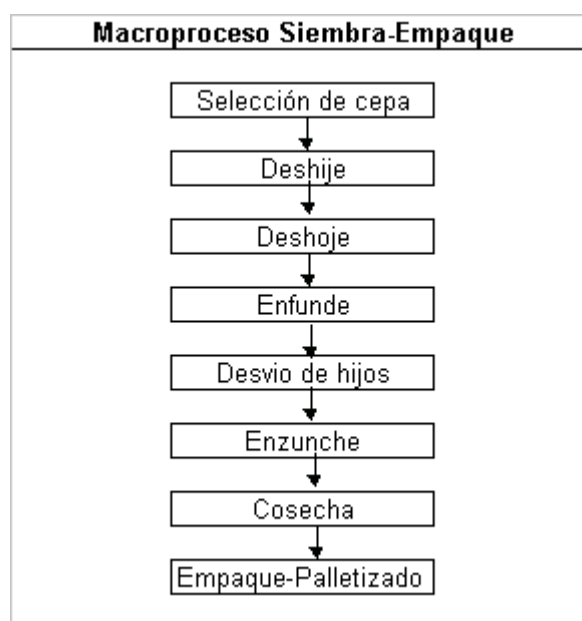 Macroproceso Siembra-Empaque
Selección de cepa
Deshije
Deshoje
Enfunde
Desvio de hijos
Enzunche
Cosecha
Empaque-Palletizado